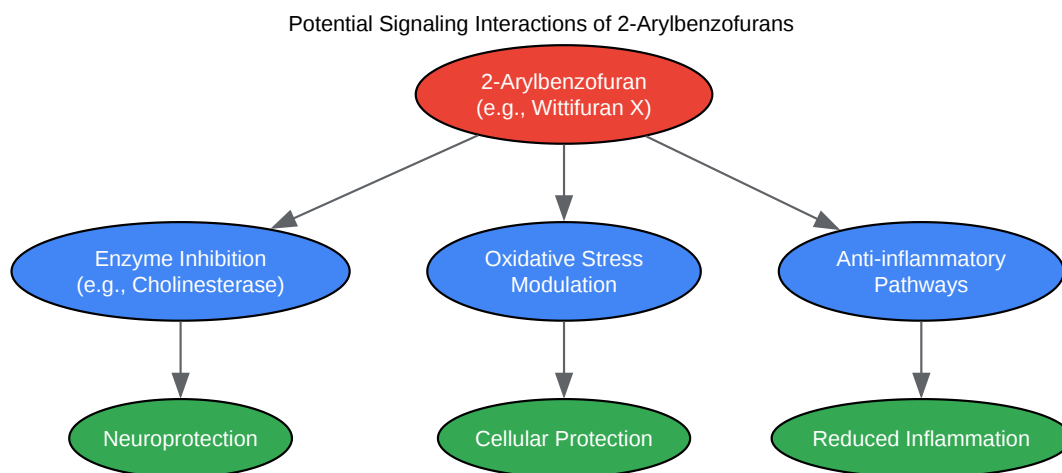 Potential Signaling Interactions of 2-Arylbenzofurans
2-Arylbenzofuran
(e.g., Wittifuran X)
Enzyme Inhibition
(e.g., Cholinesterase)
Oxidative Stress
Modulation
Anti-inflammatory
Pathways
Neuroprotection
Cellular Protection
Reduced Inflammation